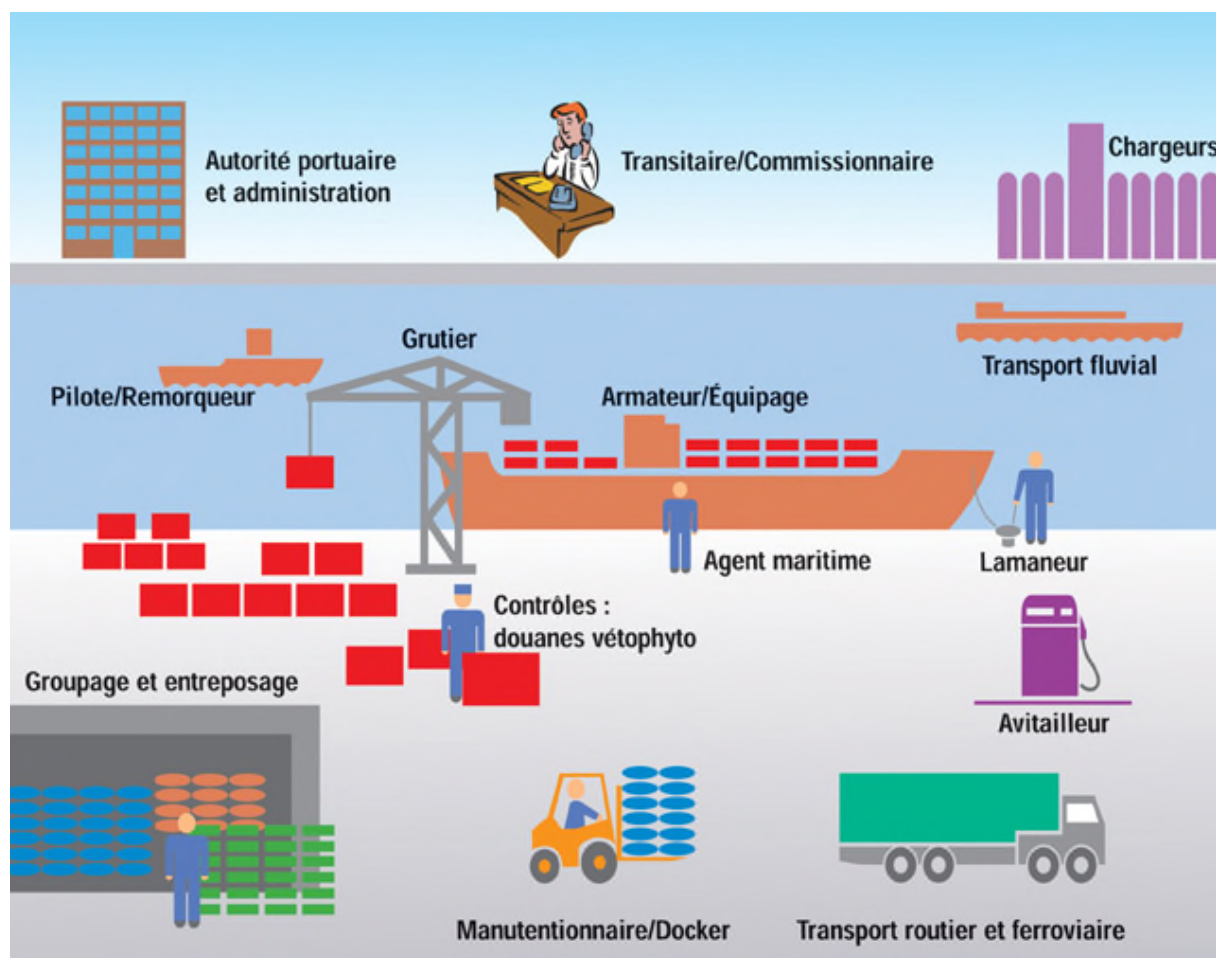 Autorité portuaire
et administration
Transitaire/Commissionnaire
Chargeurs
Grutier
Pilote/Remorqueur
Armateur/Équipage
Transport fluvial
Agent maritime
Lamaneur
Contrôles :
douanes vétophyto
Groupage et entreposage
Avitailleur
Manutentionnaire/Docker
Transport routier et ferroviaire